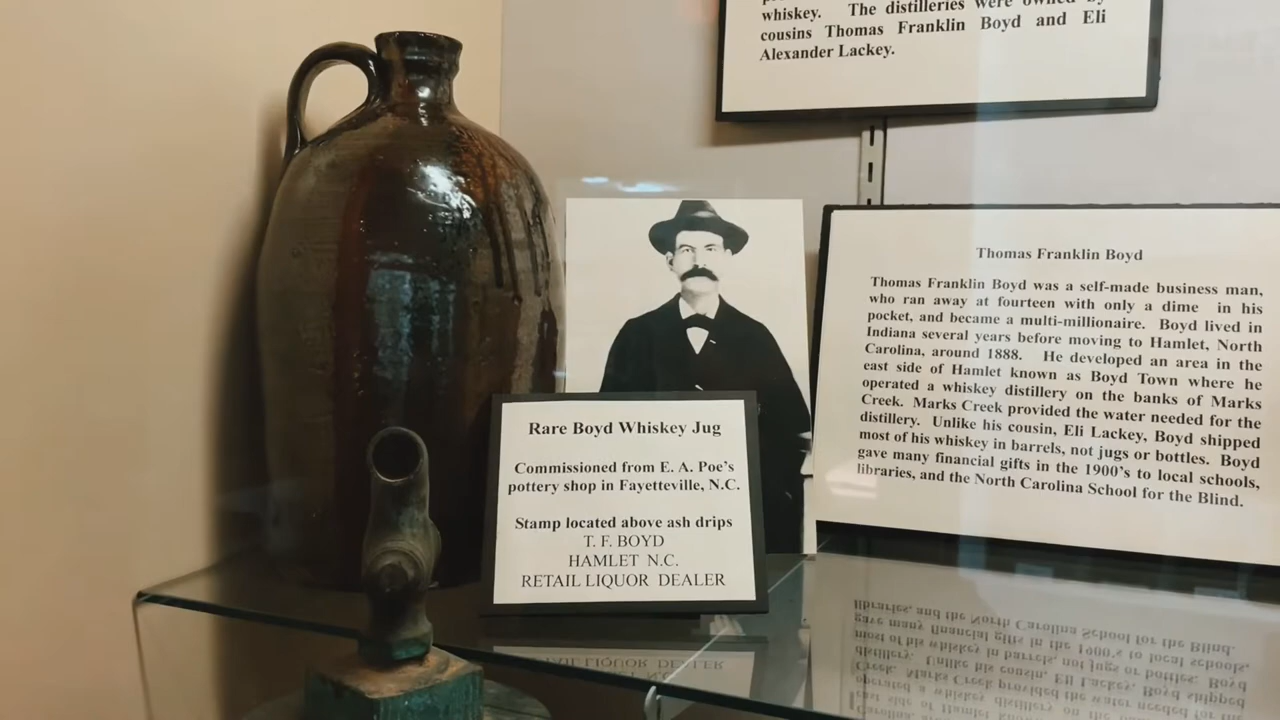 whiskey. The distilleries were owned by
cousins Thomas Franklin Boyd and Eli
Alexander Lackey.
Thomas Franklin Boyd
Thomas Franklin Boyd was a self-made business man,
who ran away at fourteen with only a dime in his
pocket, and became a multi-millionaire. Boyd lived in
Indiana several years before moving to Hamlet, North
Carolina, around 1888. He developed an area in the
east side of Hamlet known as Boyd Town where he
operated a whiskey distillery on the banks of Marks
Creek. Marks Creek provided the water needed for the
distillery. Unlike his cousin, Eli Lackey, Boyd shipped
most of his whiskey in barrels, not jugs or bottles. Boyd
gave many financial gifts in the 1900's to local schools,
libraries, and the North Carolina School for the Blind.
Rare Boyd Whiskey Jug
Commissioned from E. A. Poe's
pottery shop in Fayetteville, N.C.
Stamp located above ash drips
T. F. BOYD
HAMLET N.C.
RETAIL LIQUOR DEALER